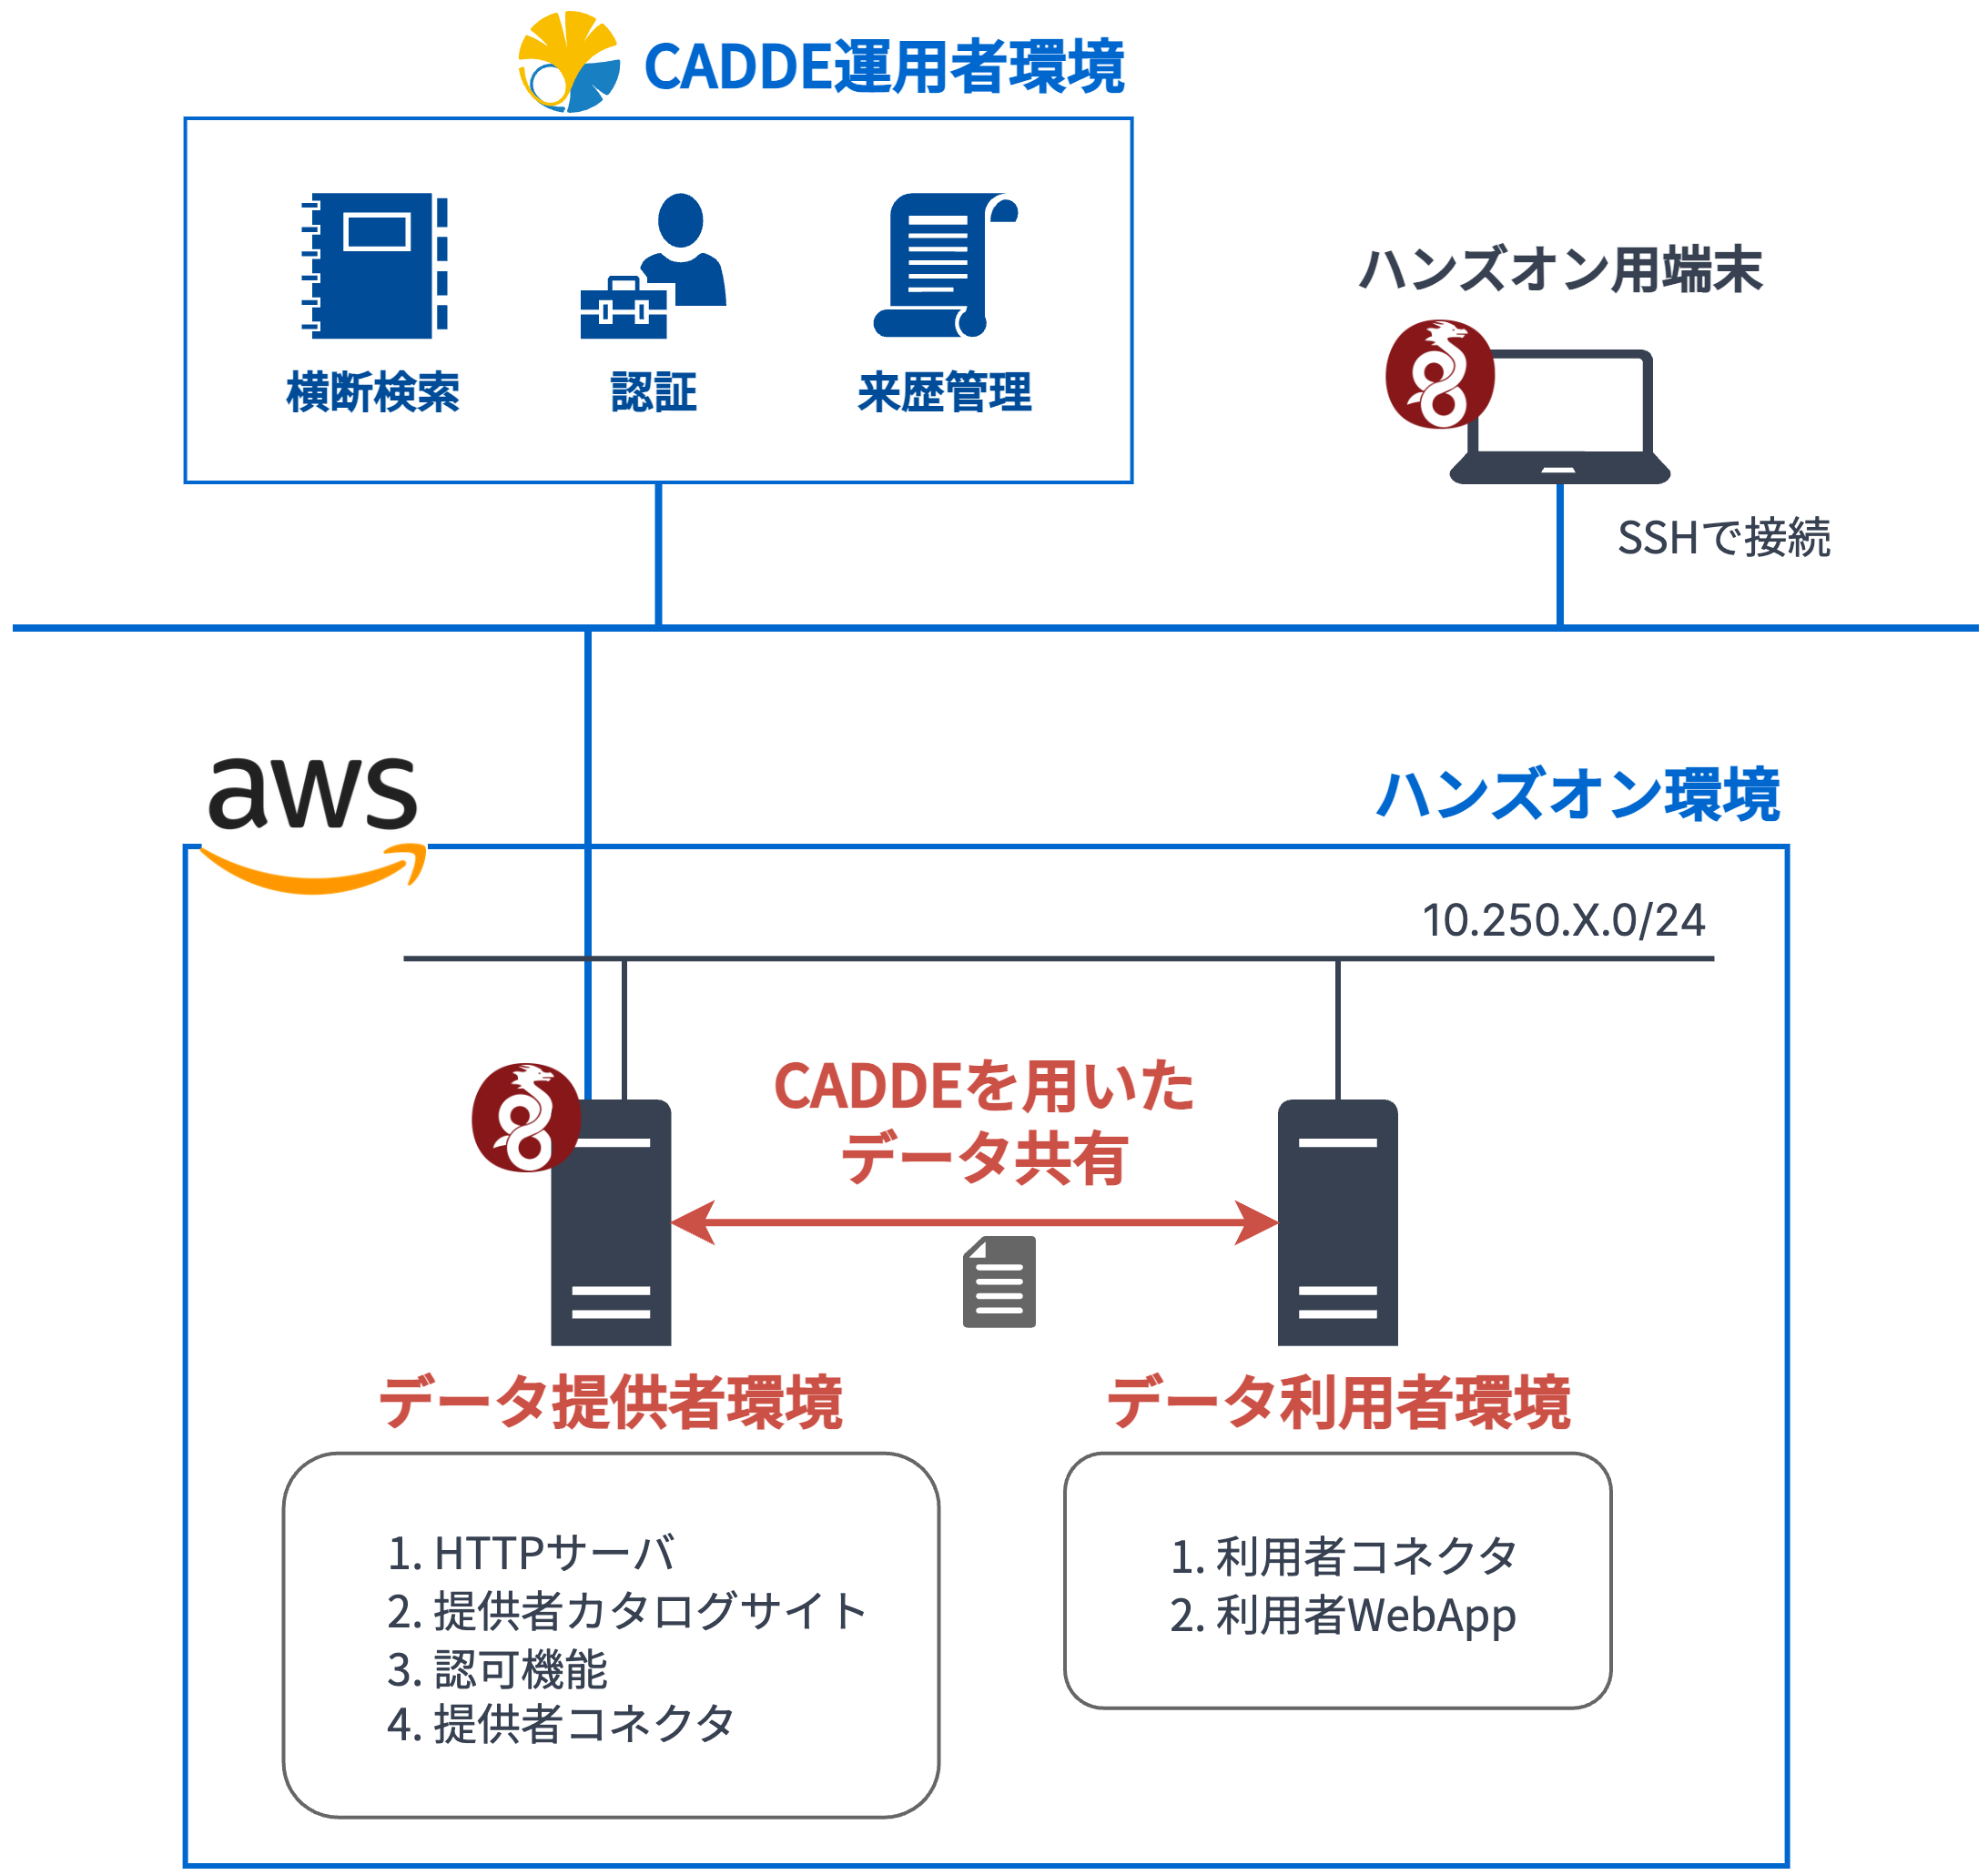 CADDE運用者環境
横断検索
認証
来歴管理
ハンズオン用端末
SSHで接続
aws
ハンズオン環境
10.250.X.0/24
CADDEを用いた
データ共有
データ提供者環境
データ利用者環境
1. HTTPサーバ
2. 提供者カタログサイト
3. 認可機能
4. 提供者コネクタ
1. 利用者コネクタ
2. 利用者WebApp